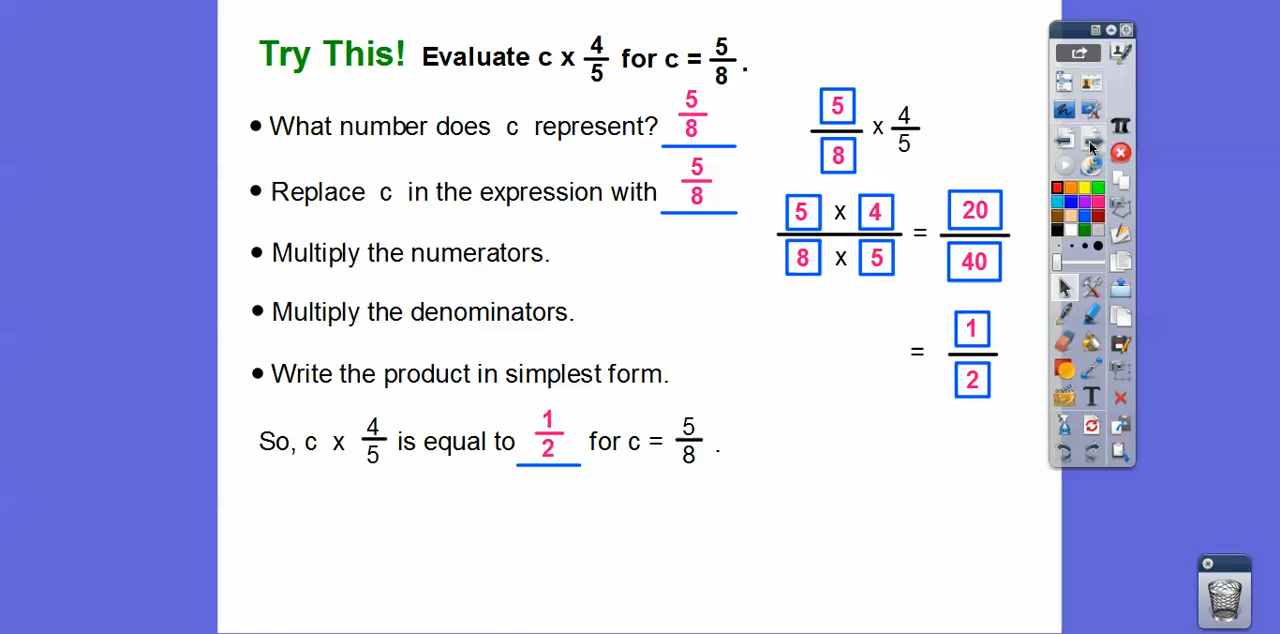 Try This! Evaluate c x 4/5 for c = 5/8 .
• What number does c represent? 5/8
5/8 x 4/5
• Replace c in the expression with 5/8
5 x 4 / 8 x 5 = 20/40
• Multiply the numerators.
• Multiply the denominators.
= 1/2
• Write the product in simplest form.
So, c x 4/5 is equal to 1/2 for c = 5/8 .